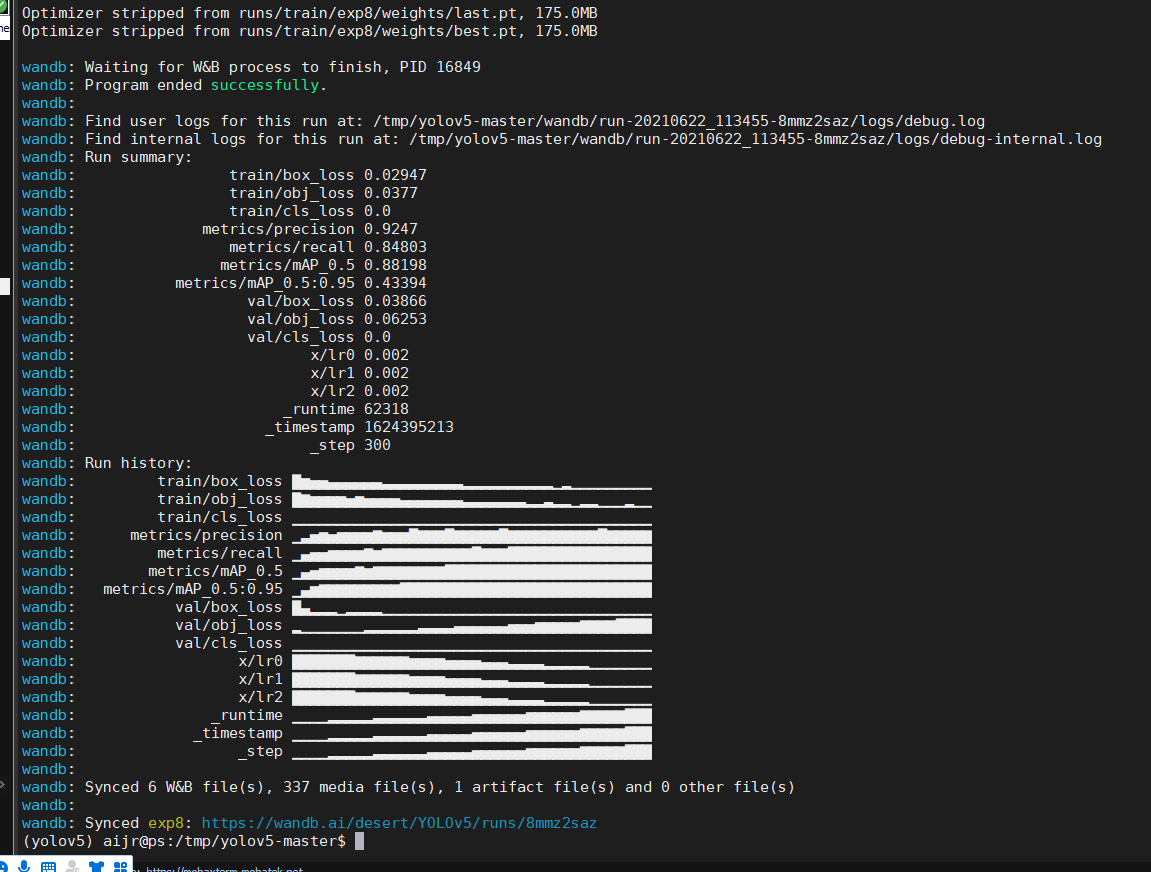 Optimizer stripped from runs/train/exp8/weights/last.pt, 175.0MB
Optimizer stripped from runs/train/exp8/weights/best.pt, 175.0MB
wandb: Waiting for W&B process to finish, PID 16849
wandb: Program ended successfully.
wandb:
wandb: Find user logs for this run at: /tmp/yolov5-master/wandb/run-20210622_113455-8mmz2saz/logs/debug.log
wandb: Find internal logs for this run at: /tmp/yolov5-master/wandb/run-20210622_113455-8mmz2saz/logs/debug-internal.log
wandb: Run summary:
wandb: train/box_loss 0.02947
wandb: train/obj_loss 0.0377
wandb: train/cls_loss 0.0
wandb: metrics/precision 0.9247
wandb: metrics/recall 0.84803
wandb: metrics/mAP_0.5 0.88198
wandb: metrics/mAP_0.5:0.95 0.43394
wandb: val/box_loss 0.03866
wandb: val/obj_loss 0.06253
wandb: val/cls_loss 0.0
wandb: x/lr0 0.002
wandb: x/lr1 0.002
wandb: x/lr2 0.002
wandb: _runtime 62318
wandb: _timestamp 1624395213
wandb: _step 300
wandb: Run history:
wandb: train/box_loss
wandb: train/obj_loss
wandb: train/cls_loss
wandb: metrics/precision
wandb: metrics/recall
wandb: metrics/mAP_0.5
wandb: metrics/mAP_0.5:0.95
wandb: val/box_loss
wandb: val/obj_loss
wandb: val/cls_loss
wandb: x/lr0
wandb: x/lr1
wandb: x/lr2
wandb: _runtime
wandb: _timestamp
wandb: _step
wandb:
wandb: Synced 6 W&B file(s), 337 media file(s), 1 artifact file(s) and 0 other file(s)
wandb:
wandb: Synced exp8: https://wandb.ai/desert/YOLOv5/runs/8mmz2saz
(yolov5) aijr@ps:/tmp/yolov5-master$
https://mobaxterm.mobatek.net